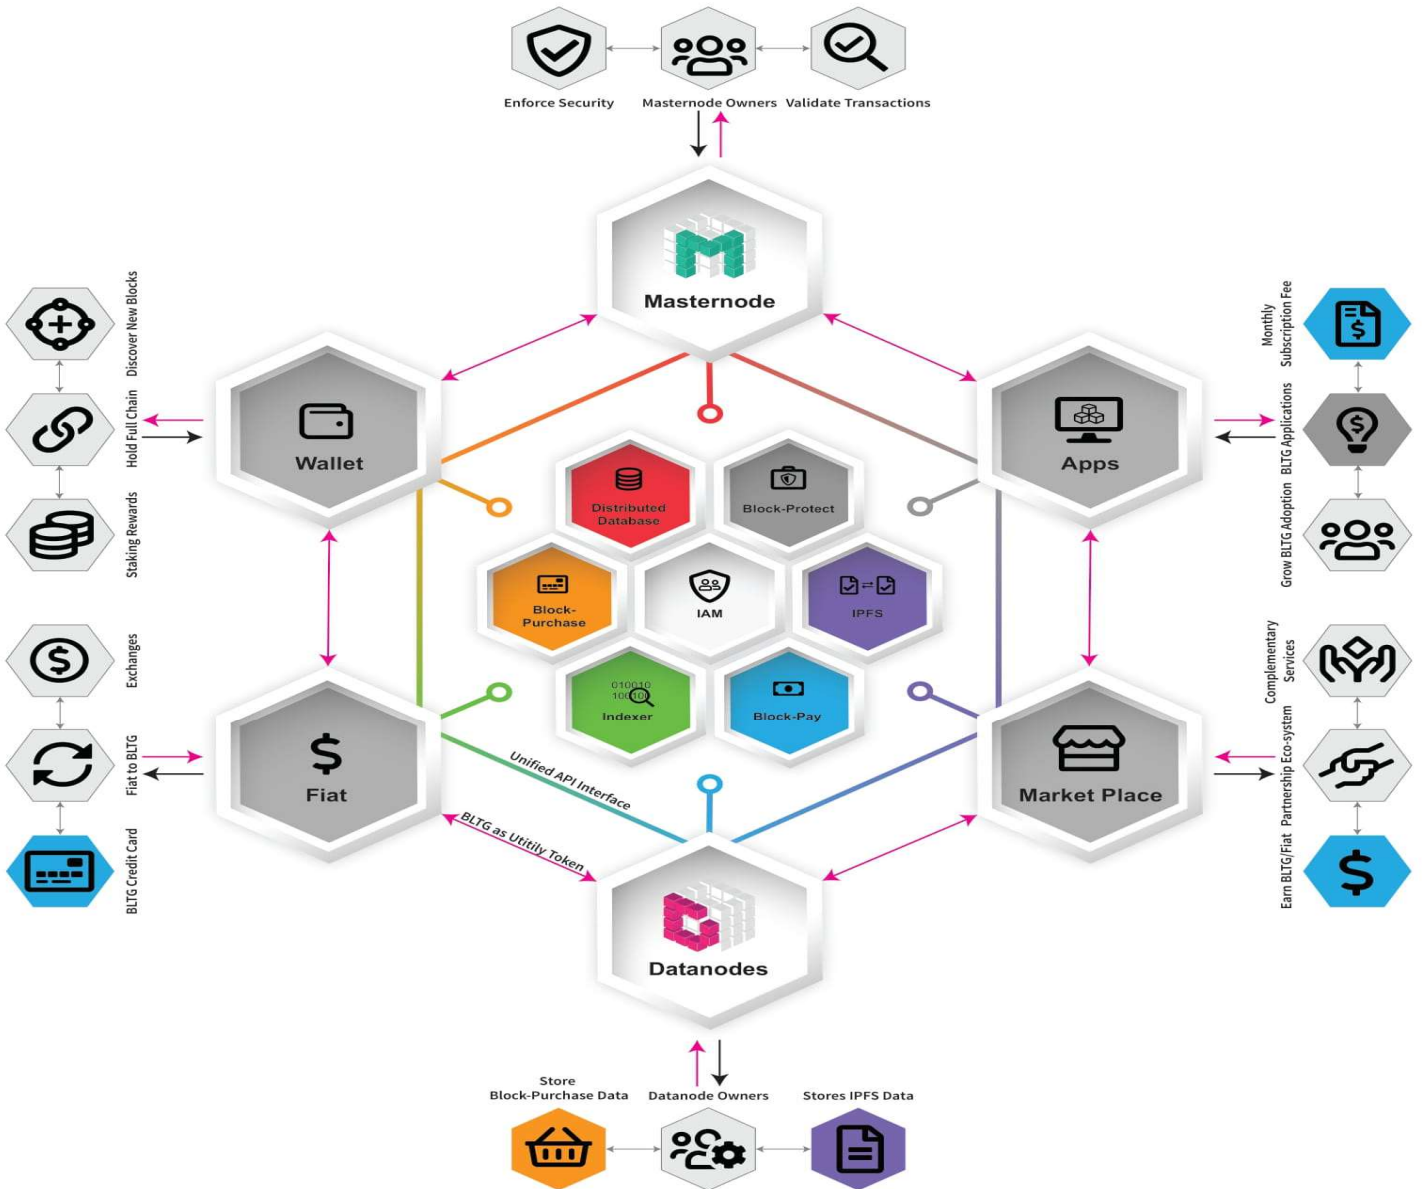 Enforce Security
Masternode Owners
Validate Transactions
Masternode
Discover New Blocks
Hold Full Chain
Staking Rewards
Wallet
Apps
Monthly
Subscription Fee
BLTG Applications
Grow BLTG Adoption
Distributed
Database
Block-Protect
Block-
Purchase
IAM
IPFS
010010
100100
Indexer
Block-Pay
Exchanges
Fiat to BLTG
BLTG Credit Card
Fiat
Unified API Interface
BLTG as Utitily Token
Market Place
Complementary
Services
Partnership Eco-system
Earn BLTG/Fiat
Datanodes
Store
Block-Purchase Data
Datanode Owners
Stores IPFS Data